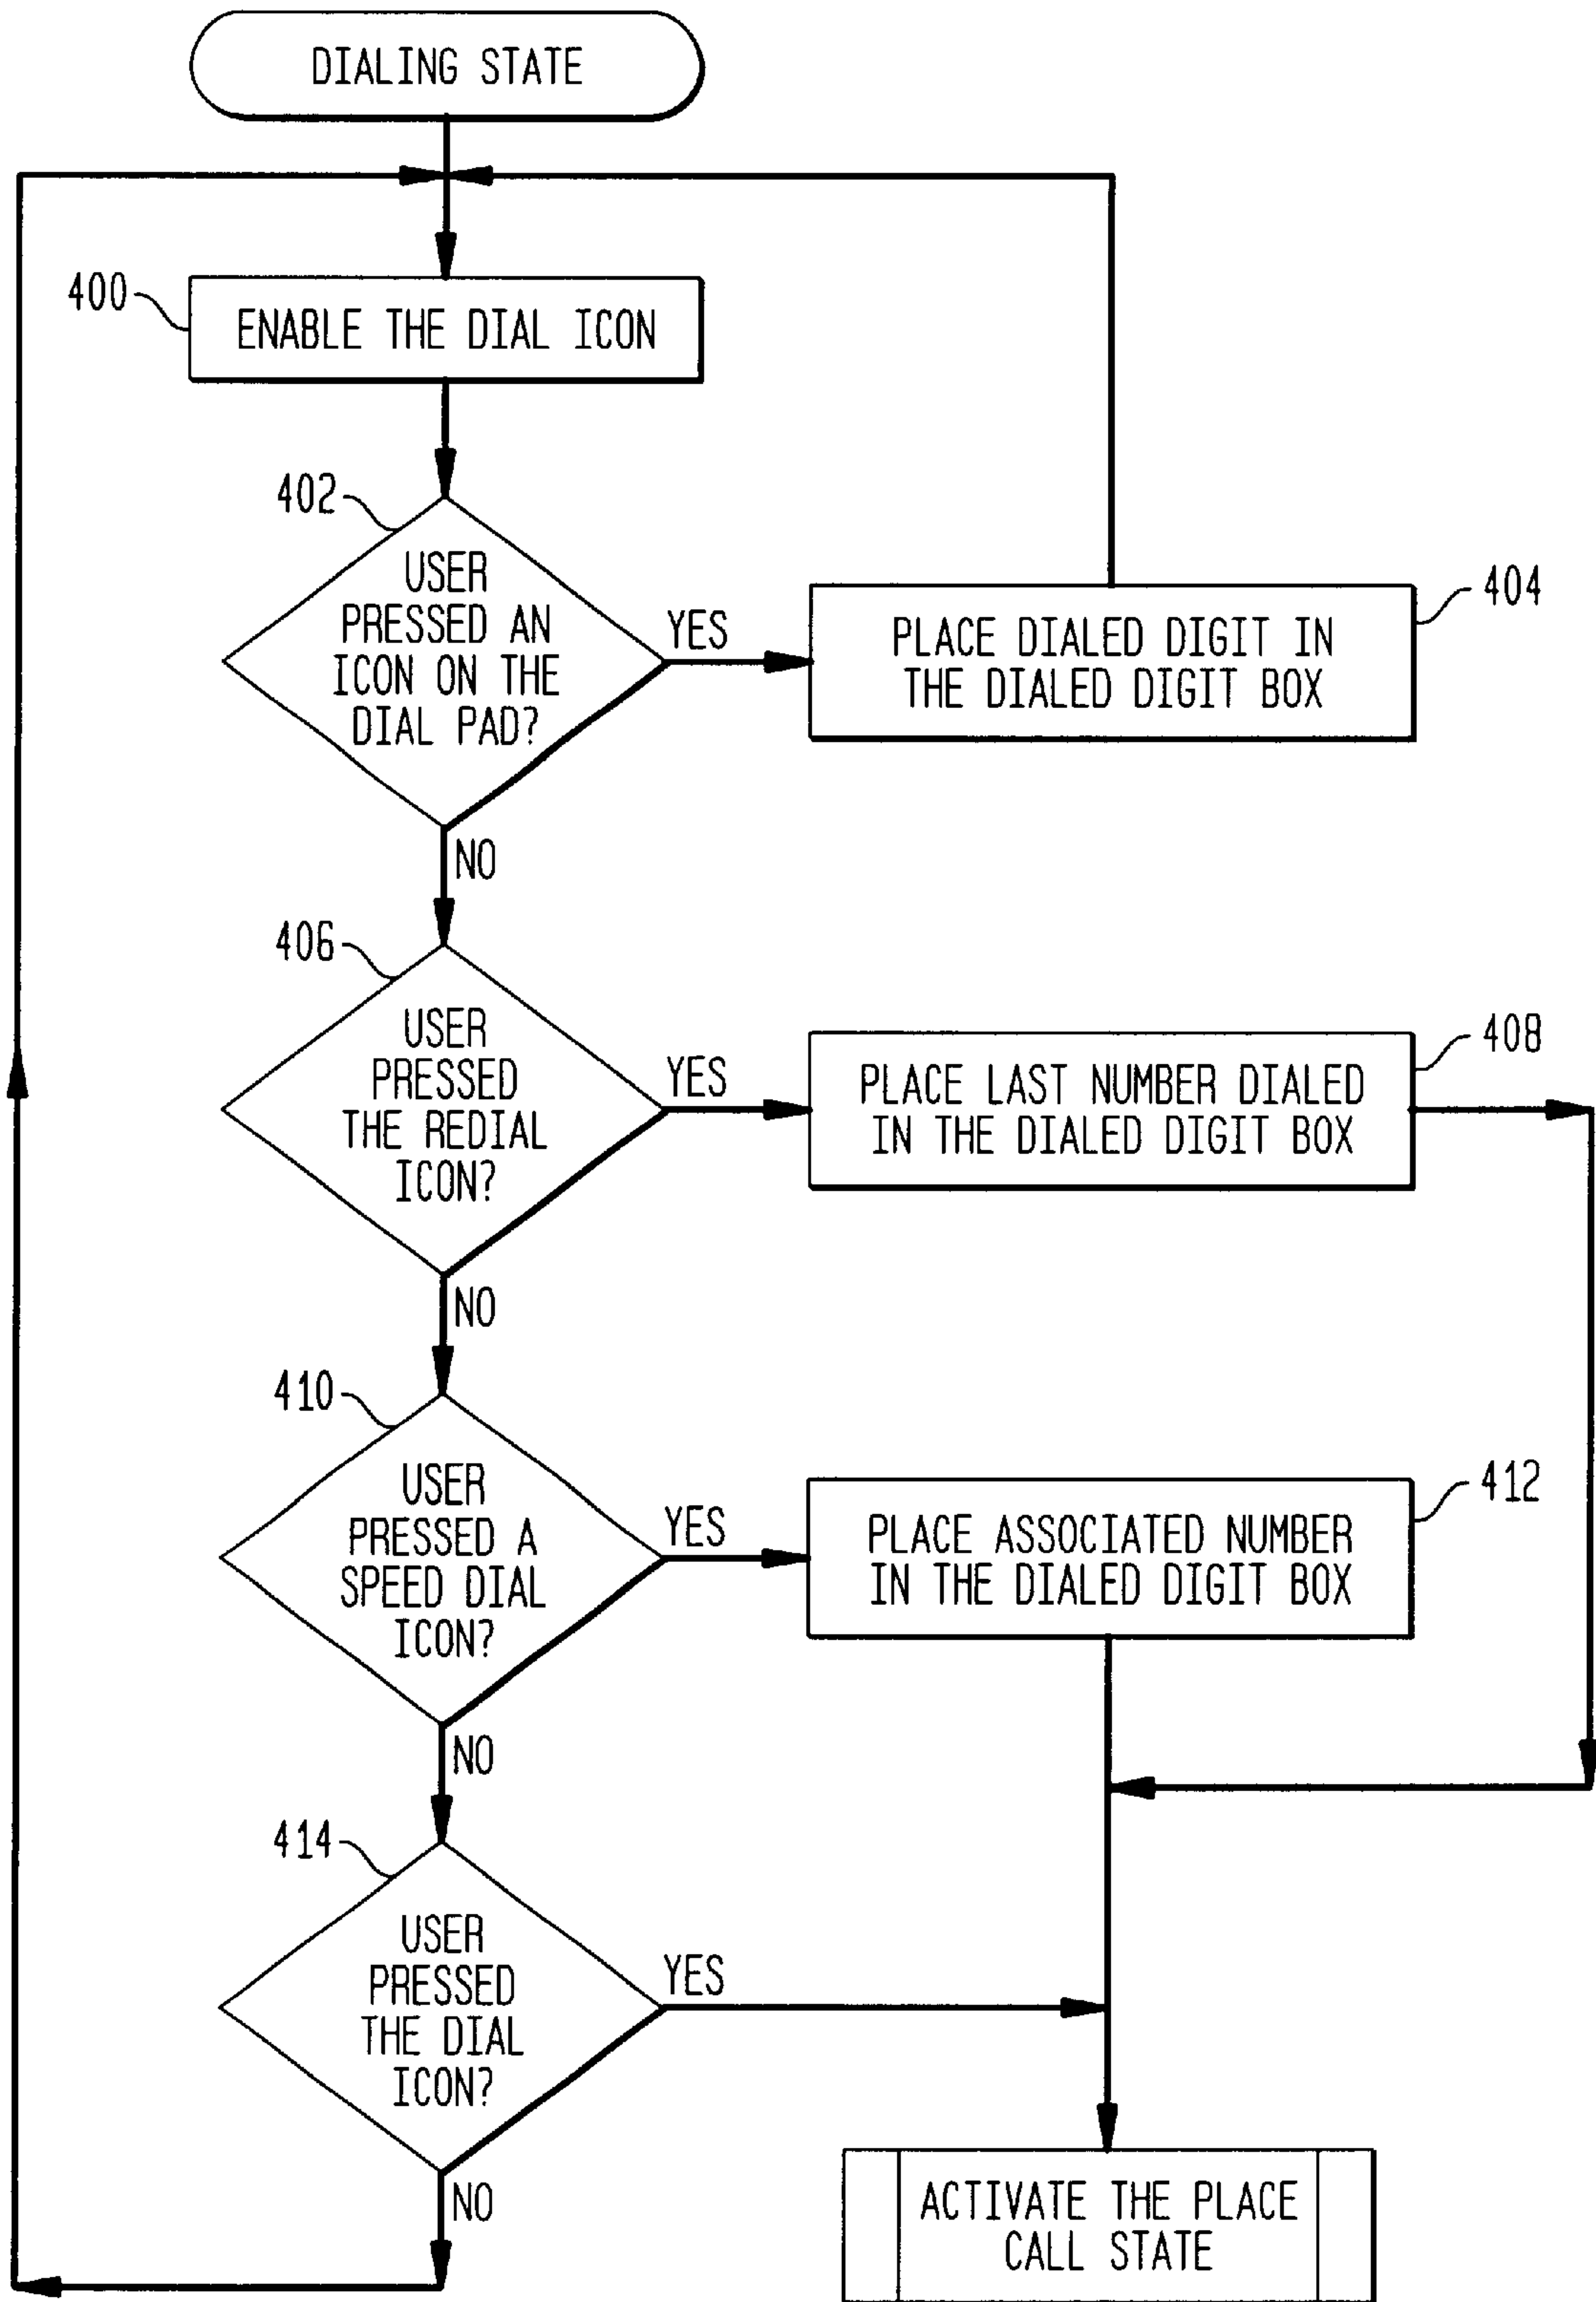 DIALING STATE
400
ENABLE THE DIAL ICON
402
USER
PRESSED AN
ICON ON THE
DIAL PAD?
YES
NO
404
PLACE DIALED DIGIT IN
THE DIALED DIGIT BOX
406
USER
PRESSED
THE REDIAL
ICON?
YES
NO
408
PLACE LAST NUMBER DIALED
IN THE DIALED DIGIT BOX
410
USER
PRESSED A
SPEED DIAL
ICON?
YES
NO
412
PLACE ASSOCIATED NUMBER
IN THE DIALED DIGIT BOX
414
USER
PRESSED
THE DIAL
ICON?
YES
NO
ACTIVATE THE PLACE
CALL STATE